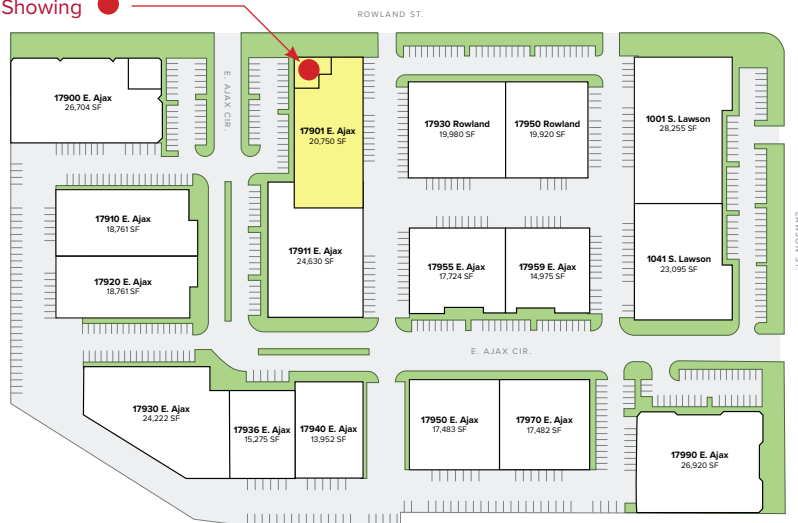 Showing
ROWLAND ST.
E. AJAX CIR.
17900 E. Ajax
26,704 SF
17901 E. Ajax
20,750 SF
17930 Rowland
19,980 SF
17950 Rowland
19,920 SF
1001 S. Lawson
28,255 SF
17910 E. Ajax
18,761 SF
17911 E. Ajax
24,630 SF
17920 E. Ajax
18,761 SF
17955 E. Ajax
17,724 SF
17959 E. Ajax
14,975 SF
1041 S. Lawson
23,095 SF
E. AJAX CIR.
17930 E. Ajax
24,222 SF
17936 E. Ajax
15,275 SF
17940 E. Ajax
13,952 SF
17950 E. Ajax
17,483 SF
17970 E. Ajax
17,482 SF
17990 E. Ajax
26,920 SF